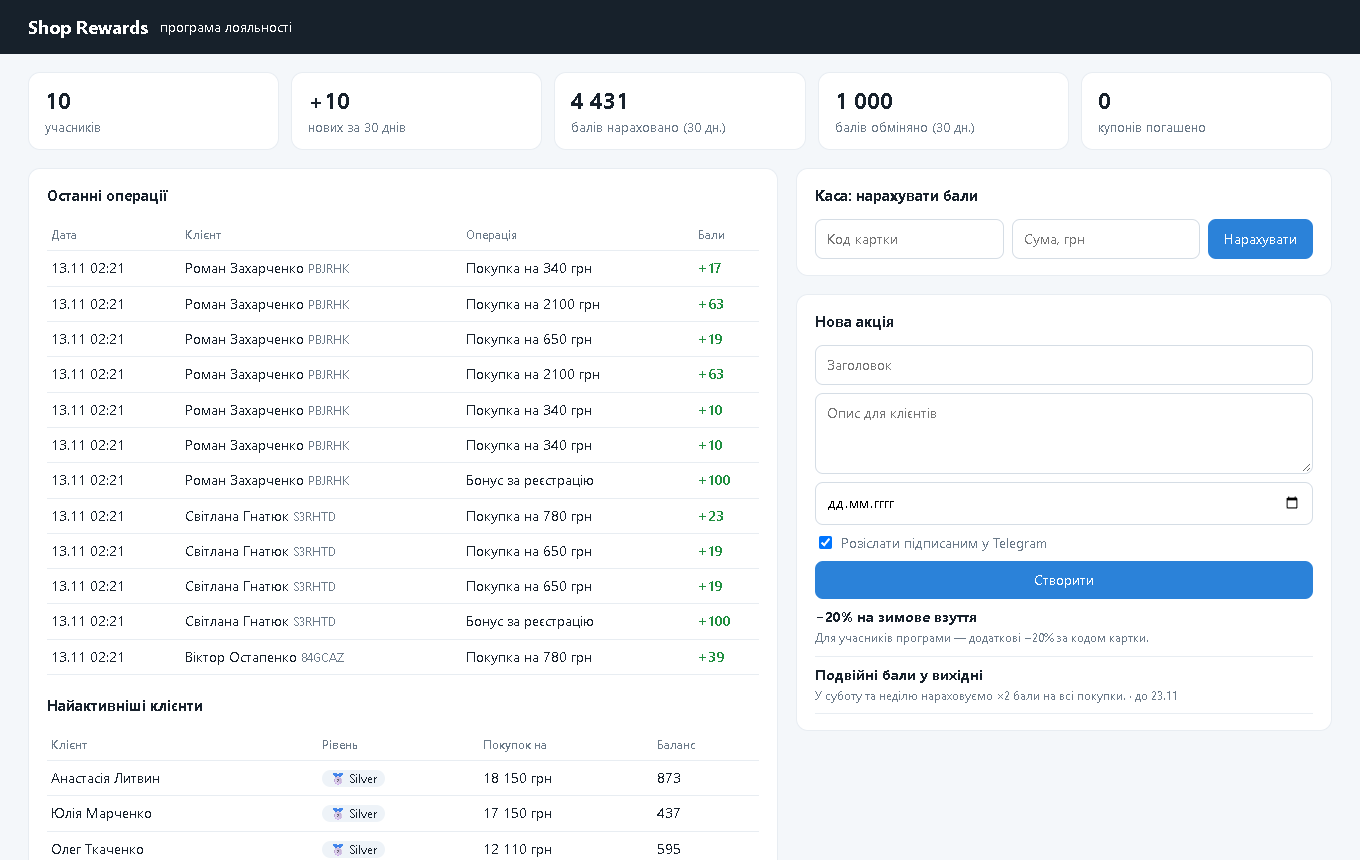 Shop Rewards програма лояльності
10
учасників
+10
нових за 30 днів
4 431
балів нараховано (30 дн.)
1 000
балів обміняно (30 дн.)
0
купонів погашено
Останні операції
Дата Клієнт Операція Бали
13.11 02:21 Роман Захарченко PBJRHK Покупка на 340 грн +17
13.11 02:21 Роман Захарченко PBJRHK Покупка на 2100 грн +63
13.11 02:21 Роман Захарченко PBJRHK Покупка на 650 грн +19
13.11 02:21 Роман Захарченко PBJRHK Покупка на 2100 грн +63
13.11 02:21 Роман Захарченко PBJRHK Покупка на 340 грн +10
13.11 02:21 Роман Захарченко PBJRHK Покупка на 340 грн +10
13.11 02:21 Роман Захарченко PBJRHK Бонус за реєстрацію +100
13.11 02:21 Світлана Гнатюк S3RHTD Покупка на 780 грн +23
13.11 02:21 Світлана Гнатюк S3RHTD Покупка на 650 грн +19
13.11 02:21 Світлана Гнатюк S3RHTD Покупка на 650 грн +19
13.11 02:21 Світлана Гнатюк S3RHTD Бонус за реєстрацію +100
13.11 02:21 Віктор Остапенко 84GCAZ Покупка на 780 грн +39
Найактивніші клієнти
Клієнт Рівень Покупок на Баланс
Анастасія Литвин 🥈 Silver 18 150 грн 873
Юлія Марченко 🥈 Silver 17 150 грн 437
Олег Ткаченко 🥈 Silver 12 110 грн 595
Каса: нарахувати бали
Код картки Сума, грн Нарахувати
Нова акція
Заголовок
Опис для клієнтів
дд.мм.гггг
Розіслати підписаним у Telegram
Створити
−20% на зимове взуття
Для учасників програми — додаткові −20% за кодом картки.
Подвійні бали у вихідні
У суботу та неділю нараховуємо ×2 бали на всі покупки. · до 23.11